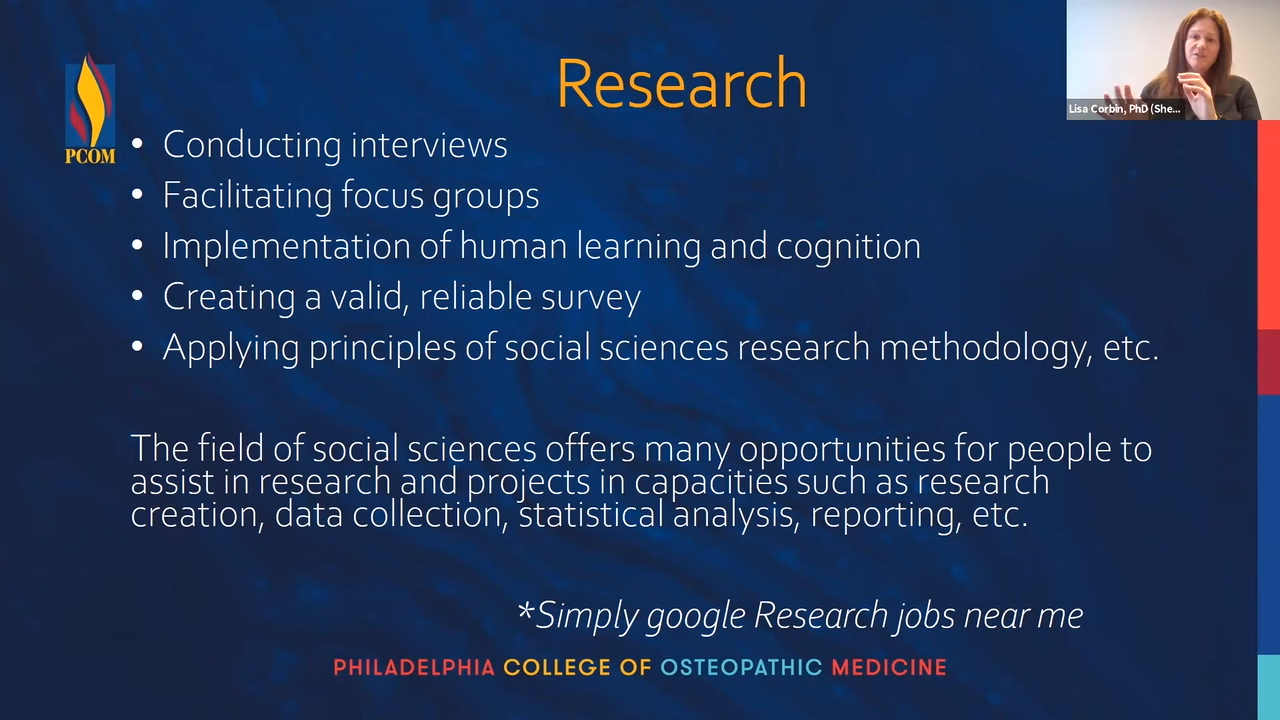 Research
Lisa Corbin, PhD (She...
PCOM
• Conducting interviews
• Facilitating focus groups
• Implementation of human learning and cognition
• Creating a valid, reliable survey
• Applying principles of social sciences research methodology, etc.
The field of social sciences offers many opportunities for people to
assist in research and projects in capacities such as research
creation, data collection, statistical analysis, reporting, etc.
*Simply google Research jobs near me
PHILADELPHIA COLLEGE OF OSTEOPATHIC MEDICINE